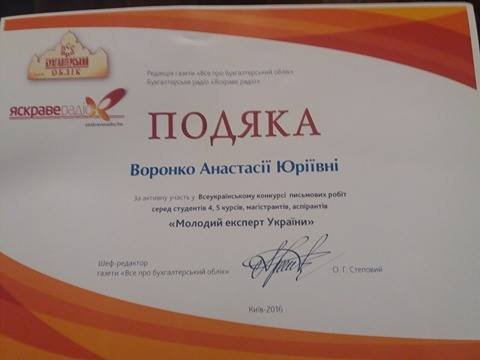 ВСЕ ПРО
БУХГАЛТЕРСЬКИЙ
ОБЛІК
ЯСКРАВЕ РАДІО
Редакція газети «Все про бухгалтерський облік»
Бухгалтерське радіо «Яскраве радіо»
ПОДЯКА
Воронко Анастасії Юріївні
За активну участь у Всеукраїнському конкурсі письмових робіт
серед студентів 4, 5 курсів, магістрантів, аспірантів
«Молодий експерт України»
Шеф-редактор
газети «Все про бухгалтерський облік»
О. Г. Степовий
Київ-2016